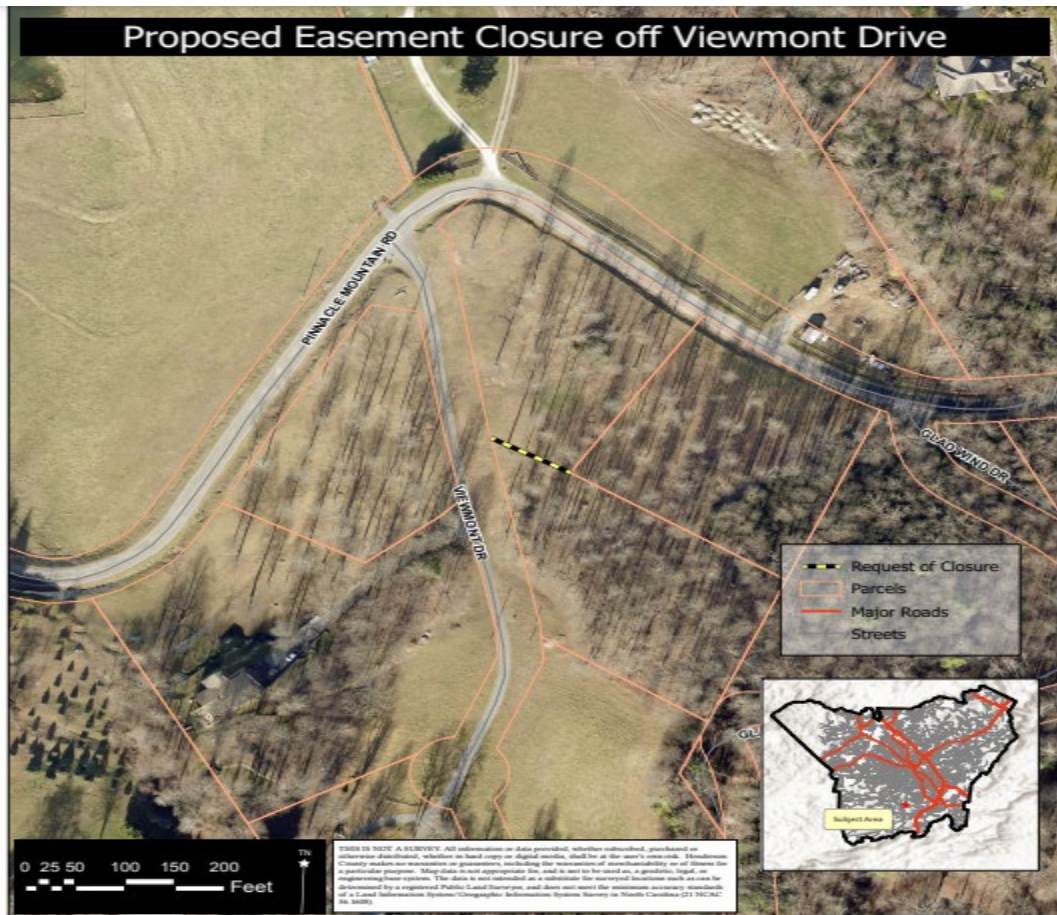 Proposed Easement Closure off Viewmont Drive
PINNACLE MOUNTAIN RD
VIEWMONT DR
GLAD WIND DR
Request of Closure
Parcels
Major Roads
Streets
GL
Subject Area
0 25 50 100 150 200
Feet
TN
THIS IS NOT A SURVEY. All information or data provided, whether subscribed, purchased or
otherwise distributed, whether in hard copy or digital media, shall be at the user's own risk. Henderson
County makes no warranties or guarantees, including the warranties of merchantability or of fitness for
a particular purpose. Map data is not appropriate for, and is not to be used as, a geodetic, legal, or
engineering base system. The data is not intended as a substitute for surveyed locations such as can be
determined by a registered Public Land Surveyor, and does not meet the minimum accuracy standards
of a Land Information System/Geographic Information System Survey in North Carolina (21 NCAC
56.1608).